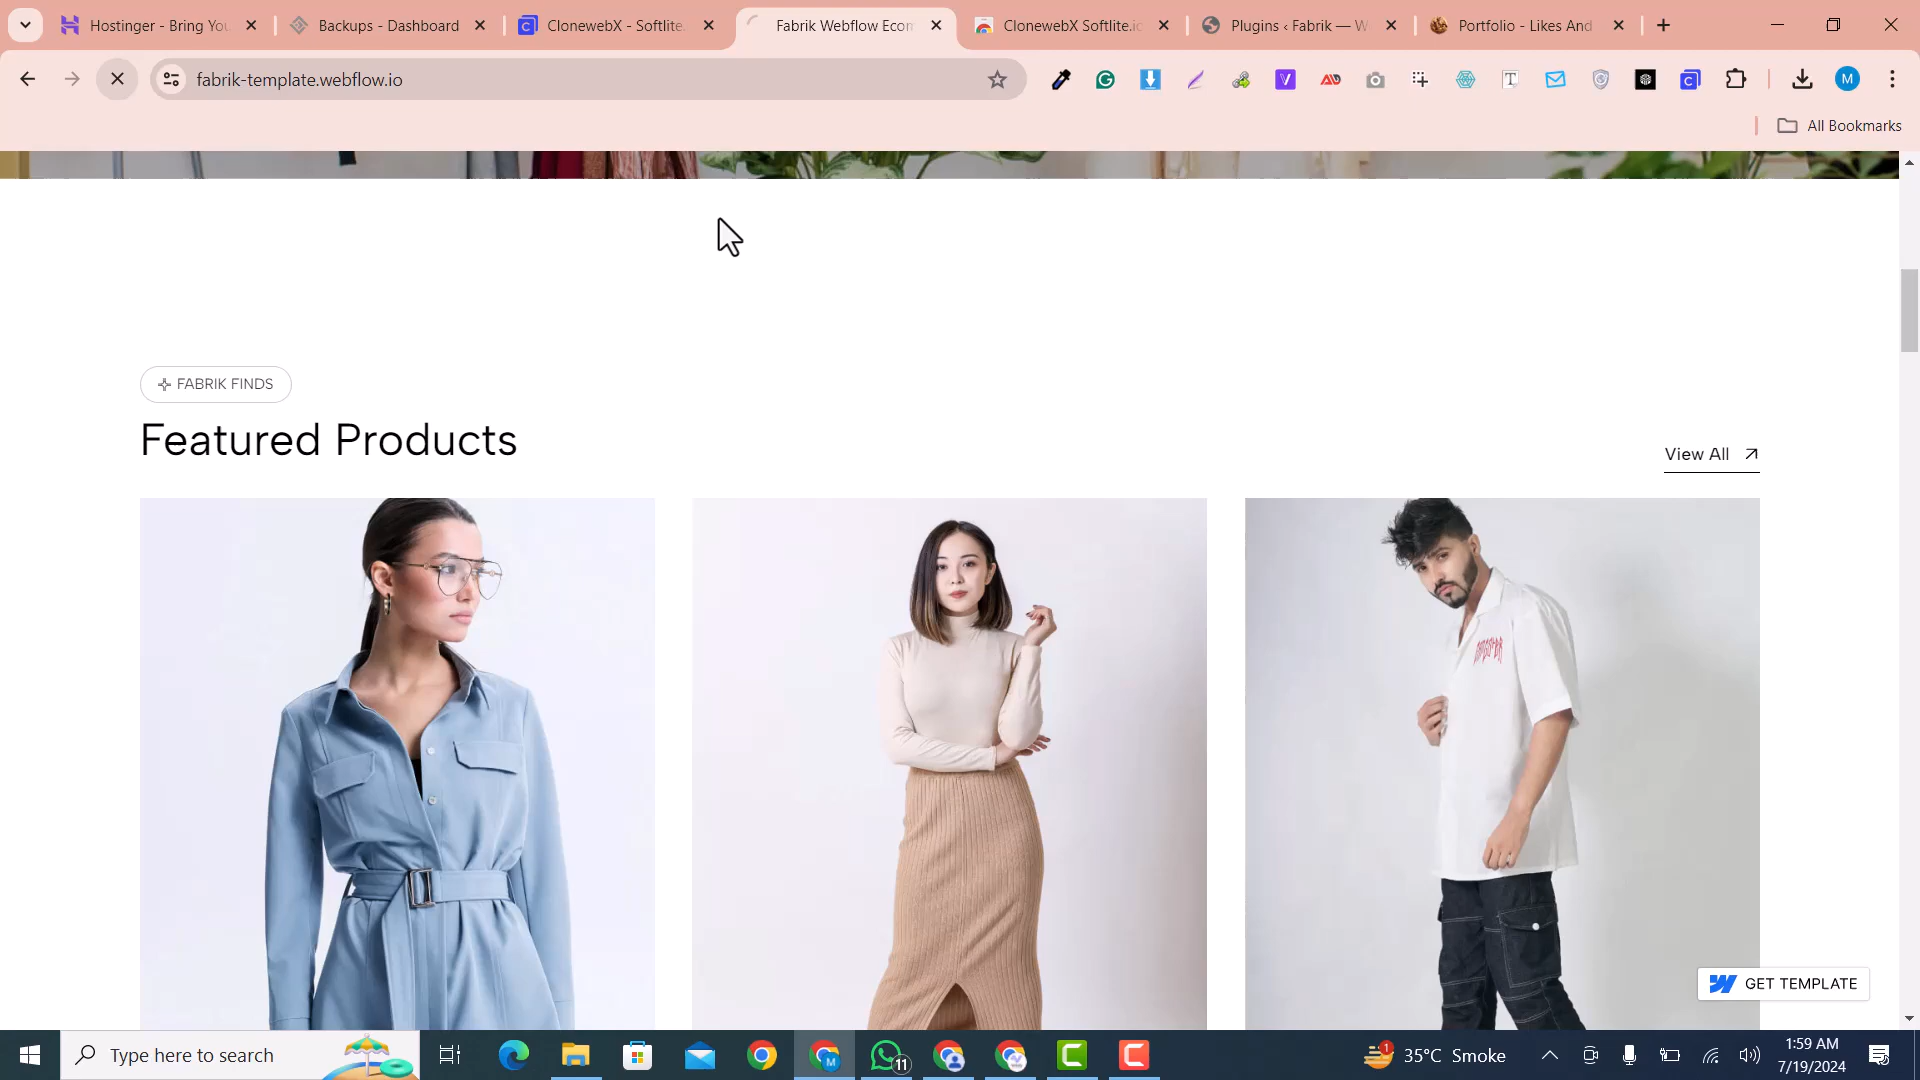 Hostinger - Bring You
Backups - Dashboard
ClonewebX - Softlite.
Fabrik Webflow Ecom
ClonewebX Softlite.io
Plugins ‹ Fabrik — W
Portfolio - Likes And
fabrik-template.webflow.io
All Bookmarks
FABRIK FINDS
Featured Products
View All
GET TEMPLATE
Type here to search
11
1
35°C Smoke
1:59 AM
7/19/2024